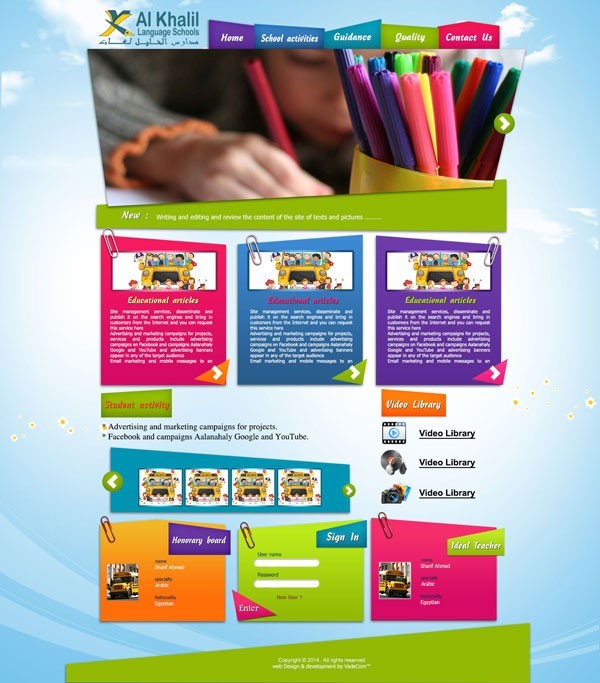 Al Khalil
Language Schools
مدارس الخليل لغات
Home
School activities
Guidance
Quality
Contact Us
New :
Writing and editing and review the content of the site of texts and pictures ..........
Educational articles
Site management services, disseminate and
publish it on the search engines and bring in
customers from the Internet and you can request
this service here
Advertising and marketing campaigns for projects,
services and products include advertising
campaigns on Facebook and campaigns Aalanahaly
Google and YouTube and advertising banners
appear in any of the target audience
Email marketing and mobile messages to an
Educational articles
Site management services, disseminate and
publish it on the search engines and bring in
customers from the Internet and you can request
this service here
Advertising and marketing campaigns for projects,
services and products include advertising
campaigns on Facebook and campaigns Aalanahaly
Google and YouTube and advertising banners
appear in any of the target audience
Email marketing and mobile messages to an
Educational articles
Site management services, disseminate and
publish it on the search engines and bring in
customers from the Internet and you can request
this service here
Advertising and marketing campaigns for projects,
services and products include advertising
campaigns on Facebook and campaigns Aalanahaly
Google and YouTube and advertising banners
appear in any of the target audience
Email marketing and mobile messages to an
Student activity
* Advertising and marketing campaigns for projects.
* Facebook and campaigns Aalanahaly Google and YouTube.
Video Library
Video Library
Video Library
Video Library
Honorary board
name
Sharif Ahmed
specialty
Arabic
Nationality
Egyptian
Sign In
User name
Password
New User ?
Enter
Ideal Teacher
name
Sharif Ahmed
specialty
Arabic
Nationality
Egyptian
Copyright © 2014 . All rights reserved
web Design & development by VadeCom™